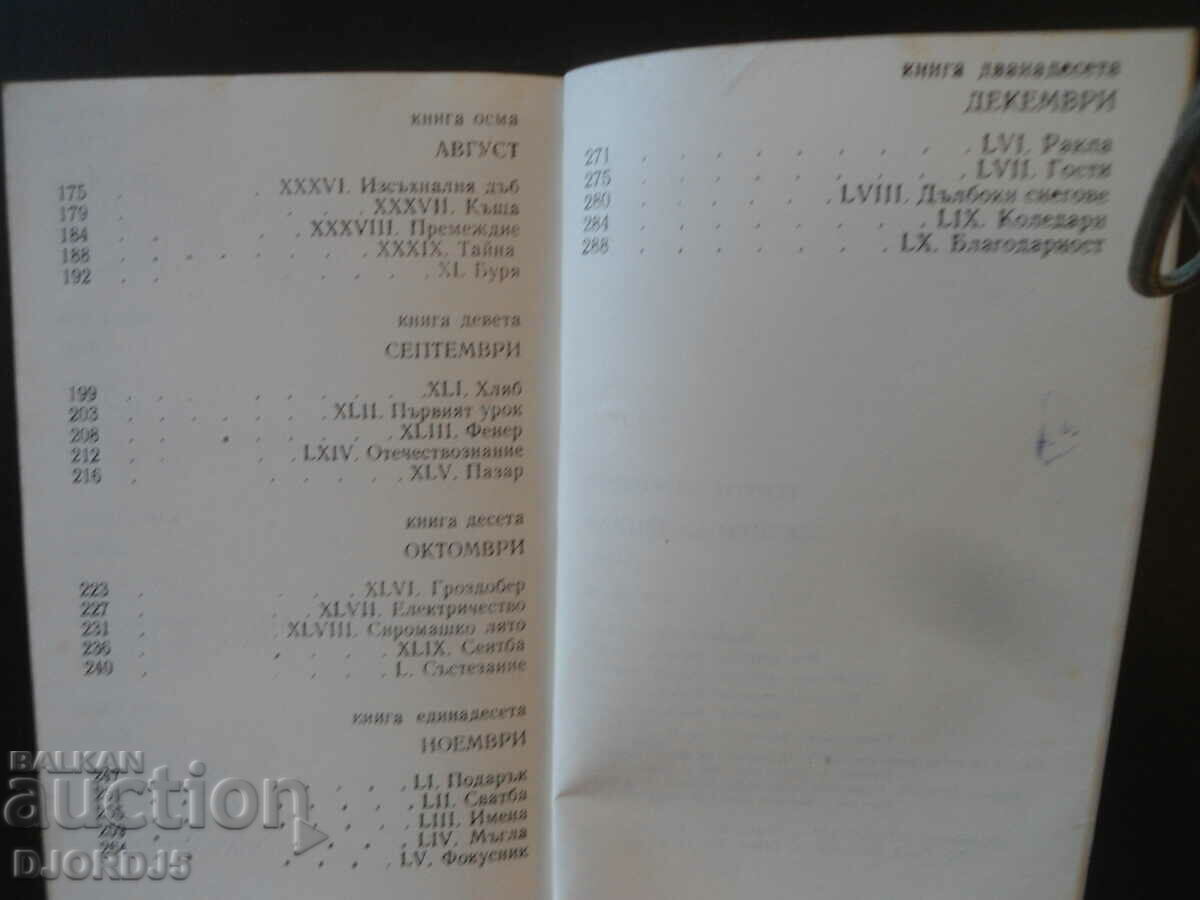 книга осма
АВГУСТ
175 . . . . . XXXVI. Изсъхналия дъб
179 . . . . . XXXVII. Къща
184 . . . . . XXXVIII. Премеждие
188 . . . . . XXXIX. Тайна
192 . . . . . XL. Буря
книга девета
СЕПТЕМВРИ
199 . . . . . XLI. Хляб
203 . . . . . XLII. Първият урок
208 . . . . . XLIII. Фенер
212 . . . . . LXIV. Отечествознание
216 . . . . . XLV. Пазар
книга десета
ОКТОМВРИ
223 . . . . . XLVI. Гроздобер
227 . . . . . XLVII. Електричество
231 . . . . . XLVIII. Сиромашко лято
236 . . . . . XLIX. Сеитба
240 . . . . . L. Състезание
книга единадесета
НОЕМВРИ
247 . . . . . LI. Подарък
. . . . . LII. Сватба
. . . . . LIII. Имена
. . . . . LIV. Мъгла
. . . . . LV. Фокусник
книга дванадесета
ДЕКЕМВРИ
271 . . . . . LVI. Ракла
275 . . . . . LVII. Гости
280 . . . . . LVIII. Дълбоки снегове
284 . . . . . LIX. Коледари
288 . . . . . LX. Благодарност
BALKAN
auction
DJORDJ5